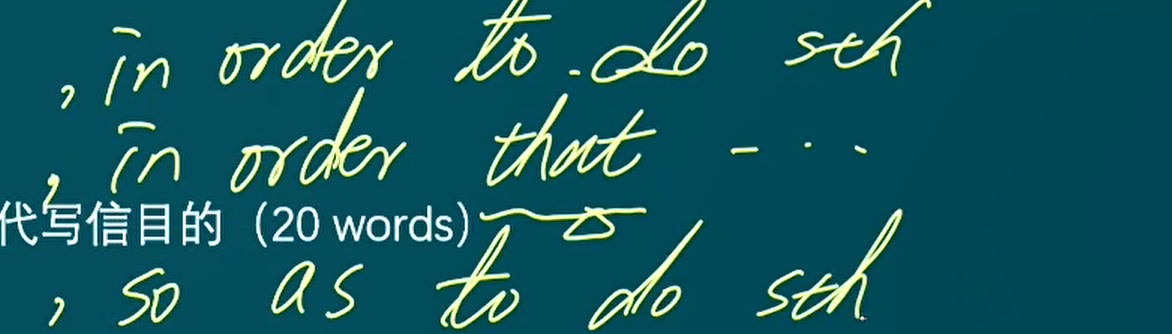 , in order to do sth
, in order that - - -
代写信目的（20 words)
, so as to do sth